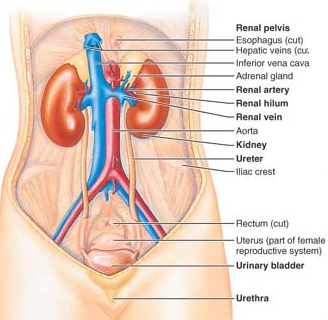 Renal pelvis
Esophagus (cut)
Hepatic veins (cu.
Inferior vena cava
Adrenal gland
Renal artery
Renal hilum
Renal vein
Aorta
Kidney
Ureter
Iliac crest
Rectum (cut)
Uterus (part of female
reproductive system)
Urinary bladder
Urethra